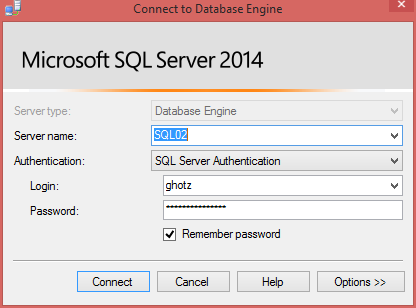 Connect to Database Engine
Microsoft SQL Server 2014
Server type: Database Engine
Server name: SQL02
Authentication: SQL Server Authentication
Login: ghotz
Password: ***************
Remember password
Connect Cancel Help Options >>